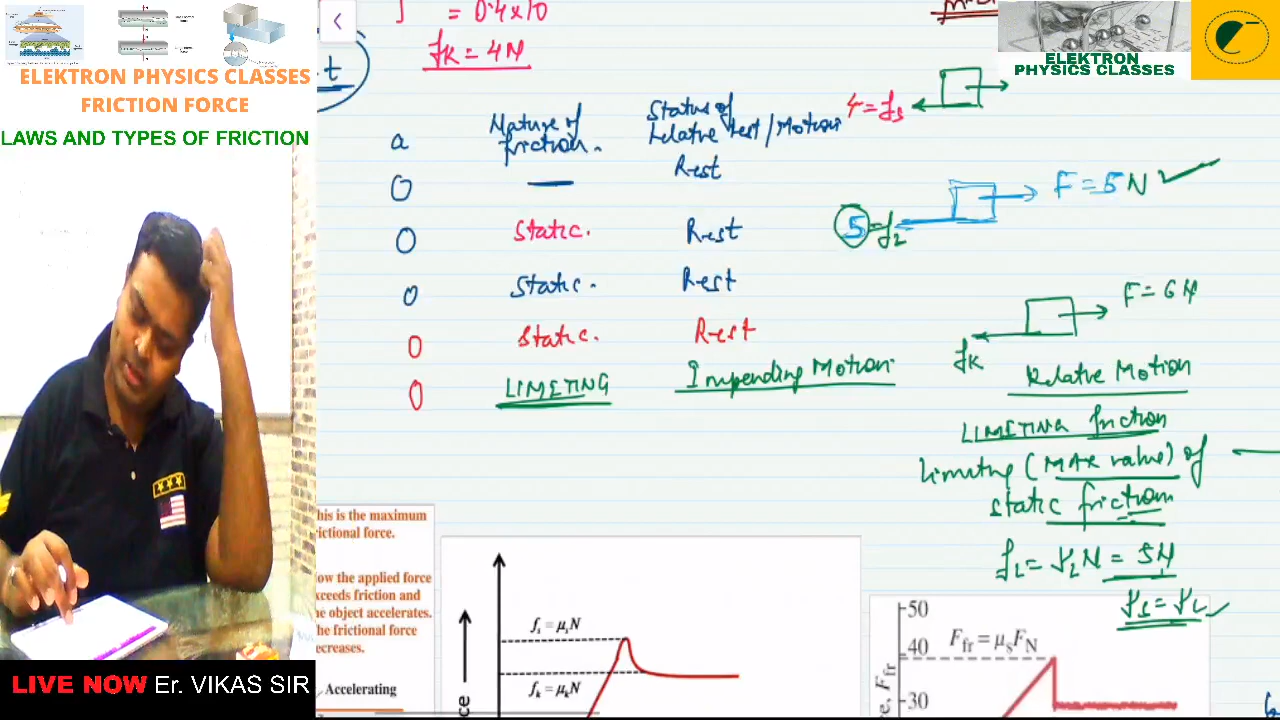 ELEKTRON PHYSICS CLASSES
FRICTION FORCE
LAWS AND TYPES OF FRICTION
= 0.4×10
fk = 4N
t
a
Nature of friction.
Status of Relative Rest/Motion
0 — Rest
0 Static. Rest
0 Static. Rest
0 Static. Rest
0 LIMITING Impending Motion
ELEKTRON
PHYSICS CLASSES
4 = fs
F = 5N
5 = fL
F = 6N
fk
Relative Motion
LIMITING friction
limiting (MAX value) of
static friction
fL = μLN = 5N
μs = μL
his is the maximum
rictional force.
ow the applied force
xceeds friction and
he object accelerates.
he frictional force
ecreases.
Accelerating
fs = μsN
fk = μkN
ce
50
40
30
Ffr = μsFN
e, Ffr
LIVE NOW Er. VIKAS SIR